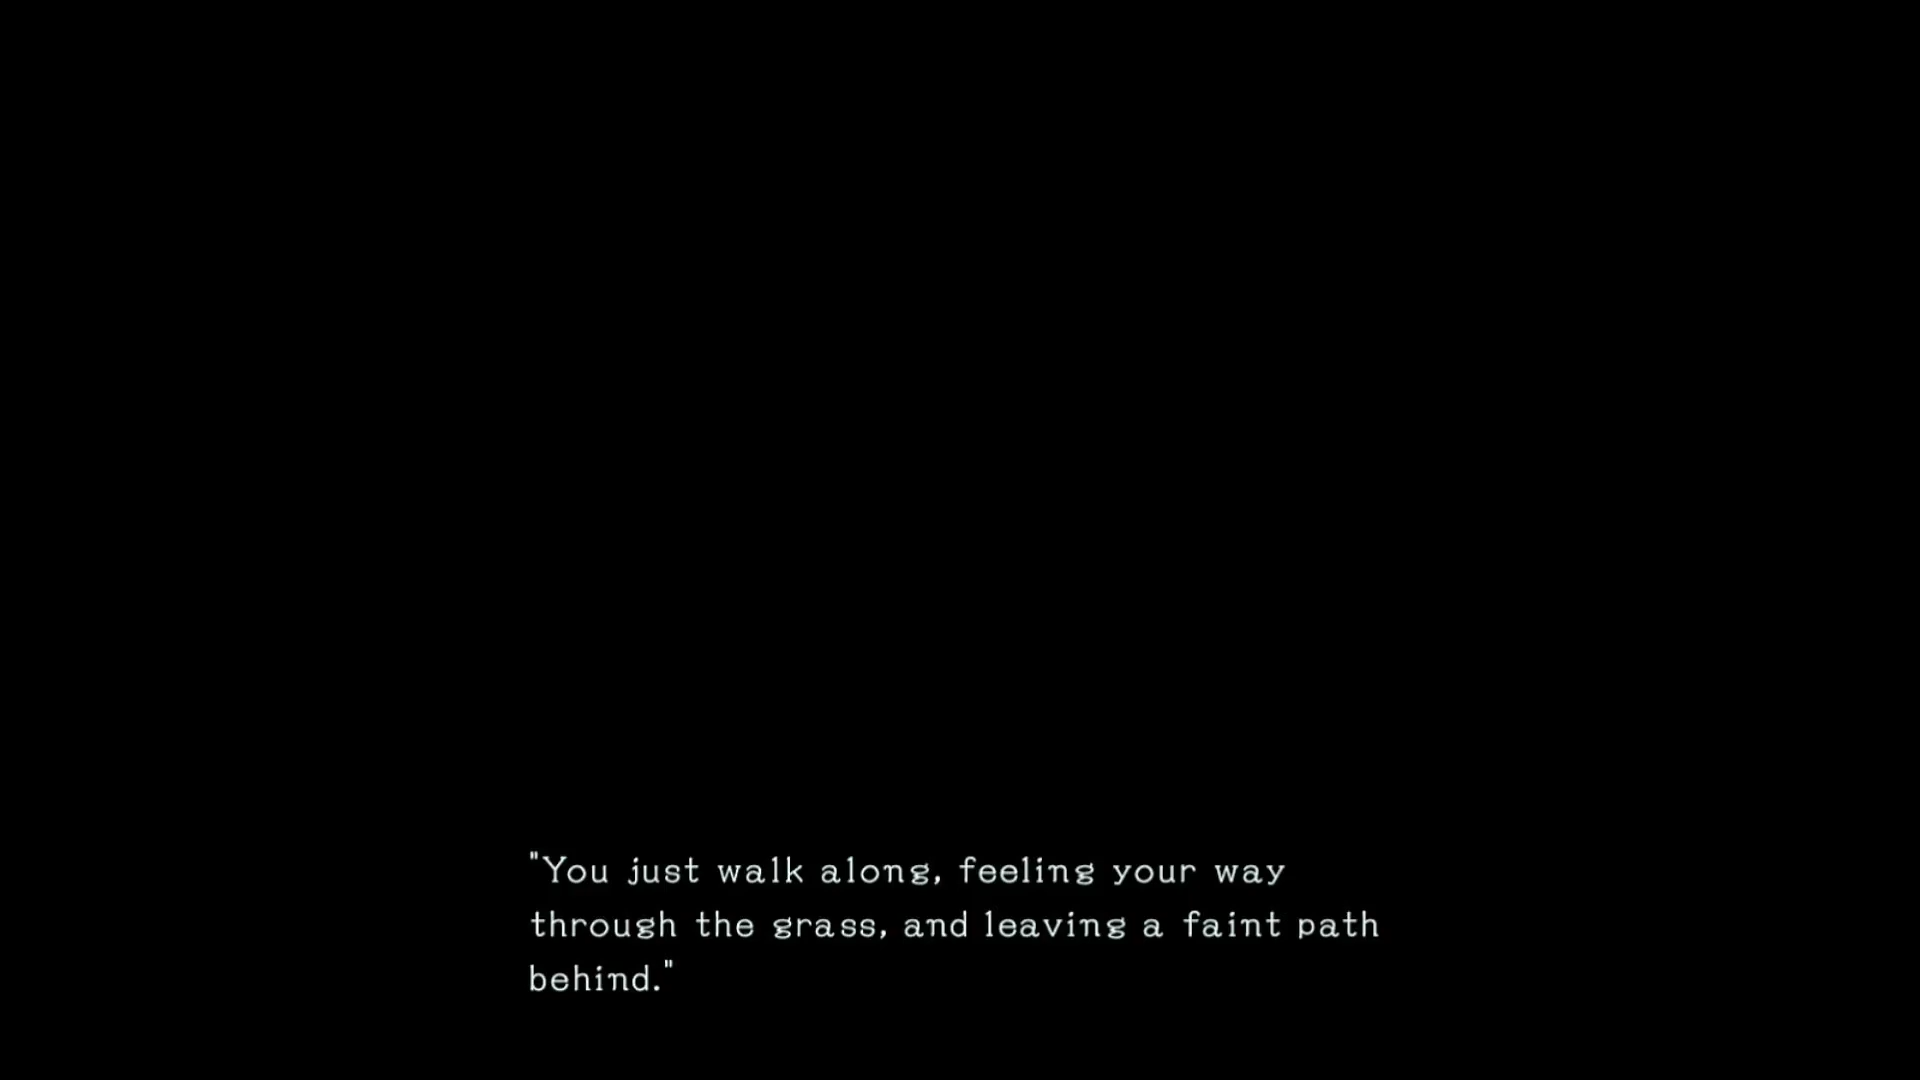 "You just walk along, feeling your way
through the grass, and leaving a faint path
behind."